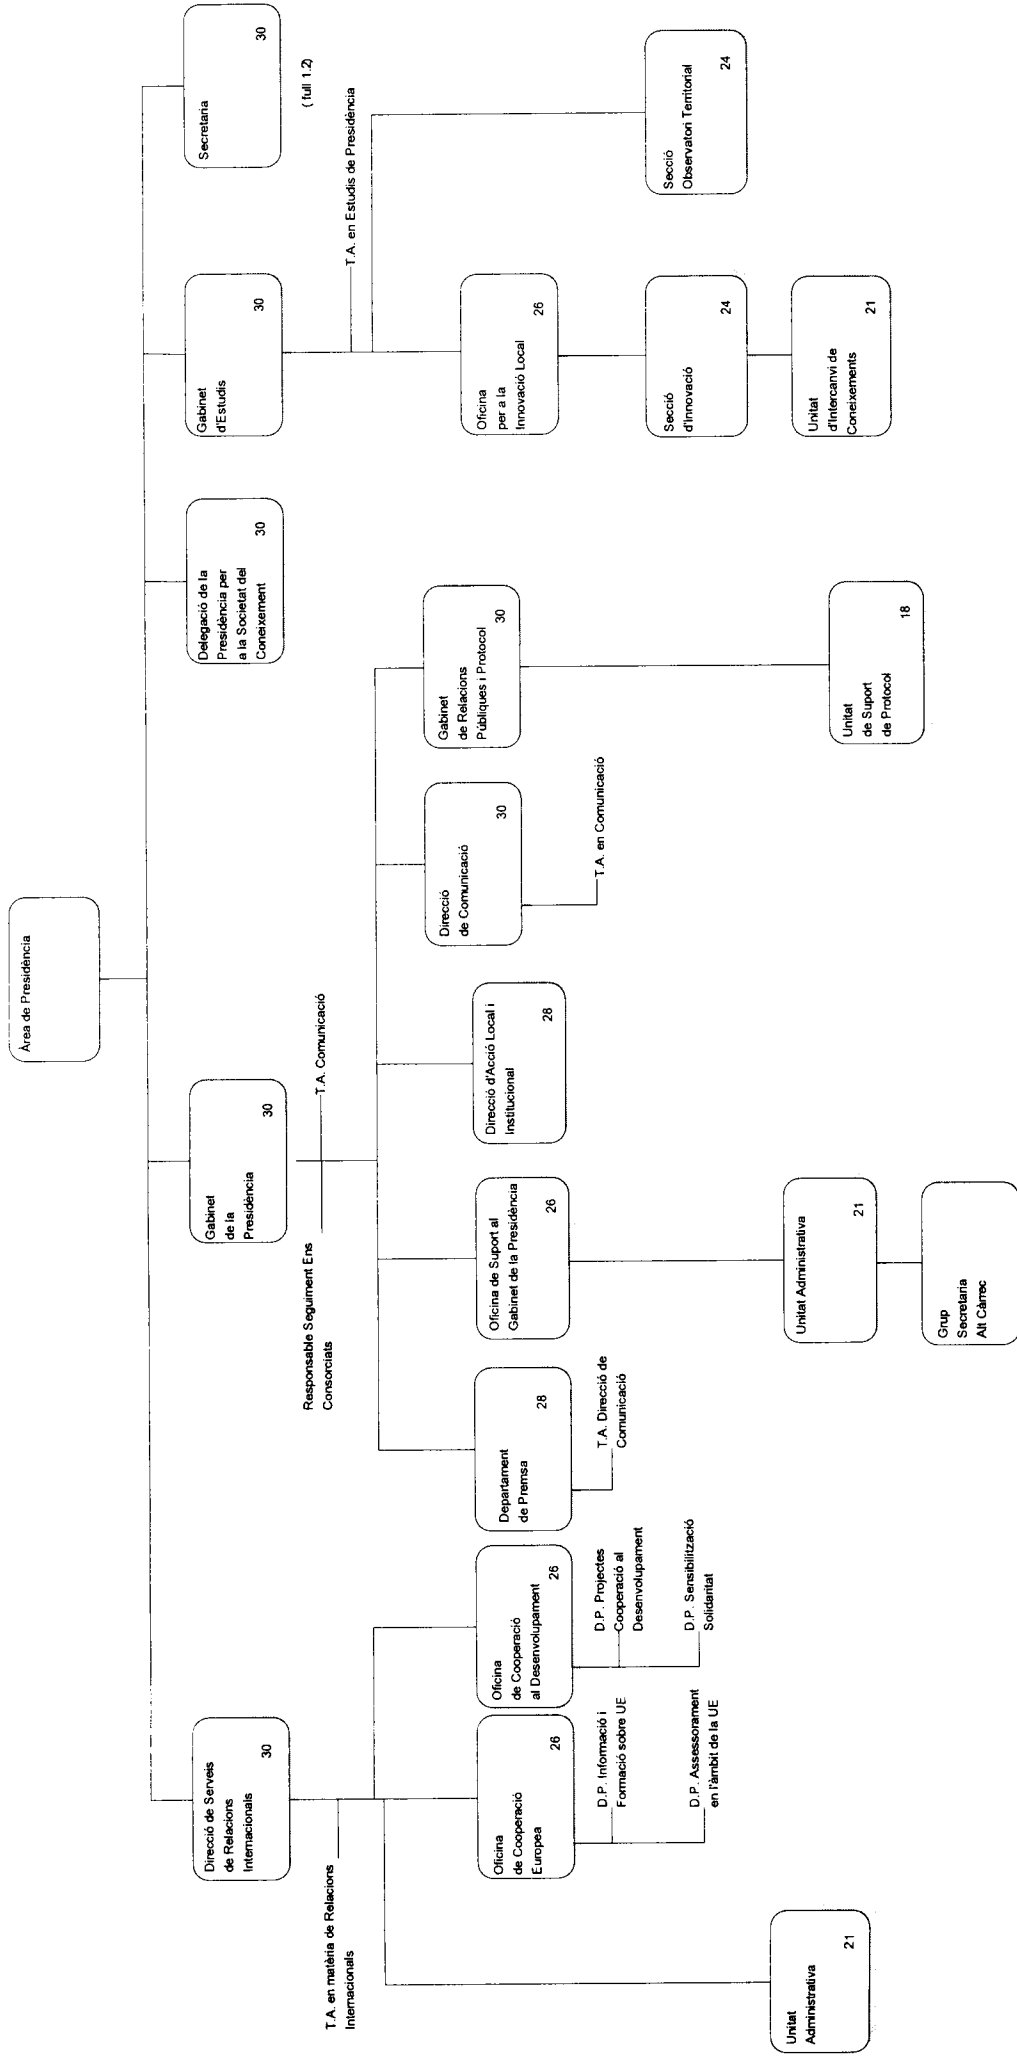 Àrea de Presidència
Direcció de Serveis
de Relacions
Internacionals
30
Gabinet
de la
Presidència
30
Delegació de la
Presidència per
a la Societat del
Coneixement
30
Gabinet
d'Estudis
30
Secretaria
30
( full 1.2)
T.A. en matèria de Relacions
Internacionals
Responsable Seguiment Ens
Consorciats
T.A. Comunicació
T.A. en Estudis de Presidència
Oficina
de Cooperació
Europea
26
Oficina
de Cooperació
al Desenvolupament
26
Departament
de Premsa
28
Oficina de Suport al
Gabinet de la Presidència
26
Direcció d'Acció Local i
Institucional
28
Direcció
de Comunicació
30
Gabinet
de Relacions
Públiques i Protocol
30
Oficina
per a la
Innovació Local
26
D.P. Informació i
Formació sobre UE
D.P. Assessorament
en l'àmbit de la UE
D.P. Projectes
Cooperació al
Desenvolupament
D.P. Sensibilització
Solidaritat
T.A. Direcció de
Comunicació
T.A. en Comunicació
Secció
d'Innovació
24
Secció
Observatori Territorial
24
Unitat
Administrativa
21
Unitat Administrativa
21
Unitat
de Suport
de Protocol
18
Unitat
d'Intercanvi de
Coneixements
21
Grup
Secretaria
Alt Càrrec